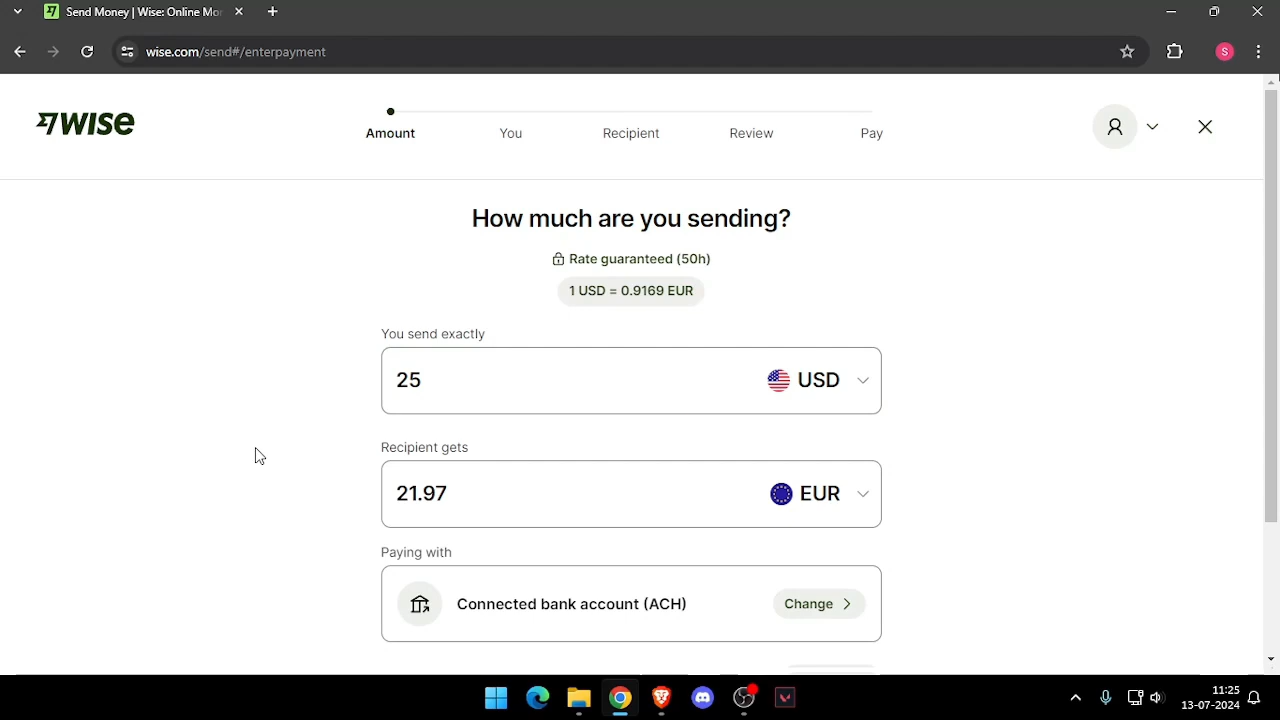 Send Money | Wise: Online Mor
wise.com/send#/enterpayment
S
WISE
Amount
You
Recipient
Review
Pay
How much are you sending?
Rate guaranteed (50h)
1 USD = 0.9169 EUR
You send exactly
25
USD
Recipient gets
21.97
EUR
Paying with
Connected bank account (ACH)
Change
11:25
13-07-2024